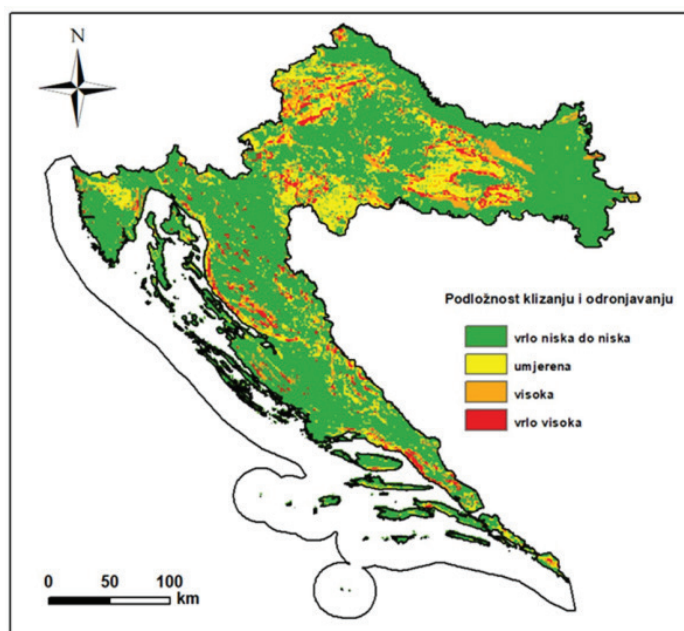 N
Podložnost klizanju i odronjavanju
vrlo niska do niska
umjerena
visoka
vrlo visoka
0 50 100
km